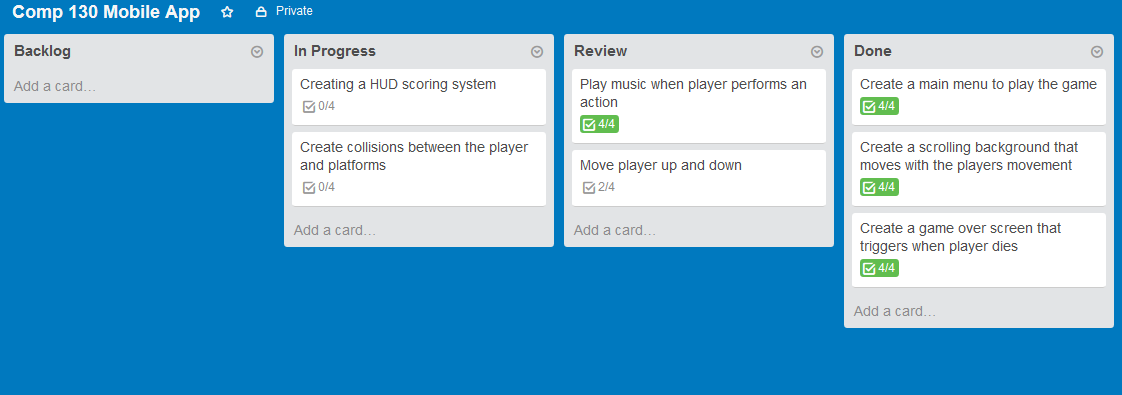 Comp 130 Mobile App Private
Backlog
Add a card…
In Progress
Creating a HUD scoring system
0/4
Create collisions between the player
and platforms
0/4
Add a card…
Review
Play music when player performs an
action
4/4
Move player up and down
2/4
Add a card…
Done
Create a main menu to play the game
4/4
Create a scrolling background that
moves with the players movement
4/4
Create a game over screen that
triggers when player dies
4/4
Add a card…